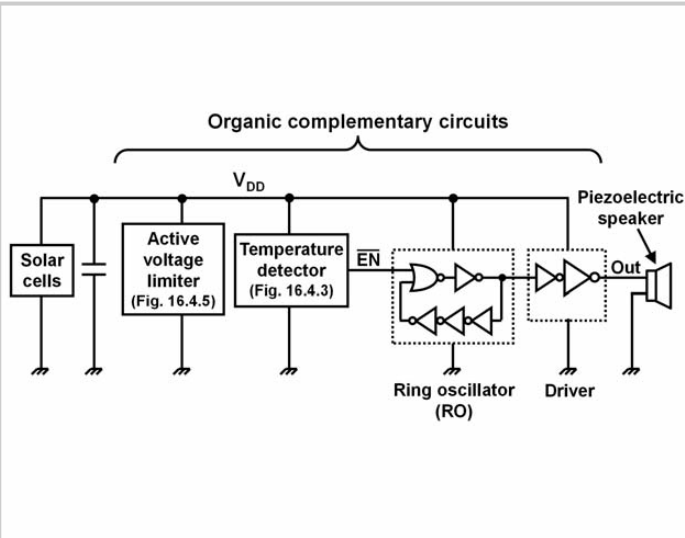 Organic complementary circuits
VDD
Piezoelectric
speaker
Solar
cells
Active
voltage
limiter
(Fig. 16.4.5)
Temperature
detector
(Fig. 16.4.3)
EN
Out
Ring oscillator
(RO)
Driver